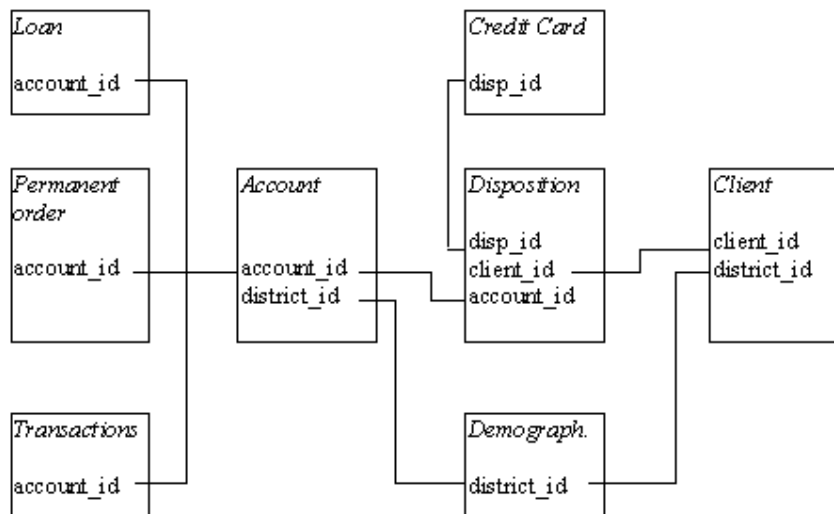 Loan
account_id
Credit Card
disp_id
Permanent
order
account_id
Account
account_id
district_id
Disposition
disp_id
client_id
account_id
Client
client_id
district_id
Transactions
account_id
Demograph.
district_id